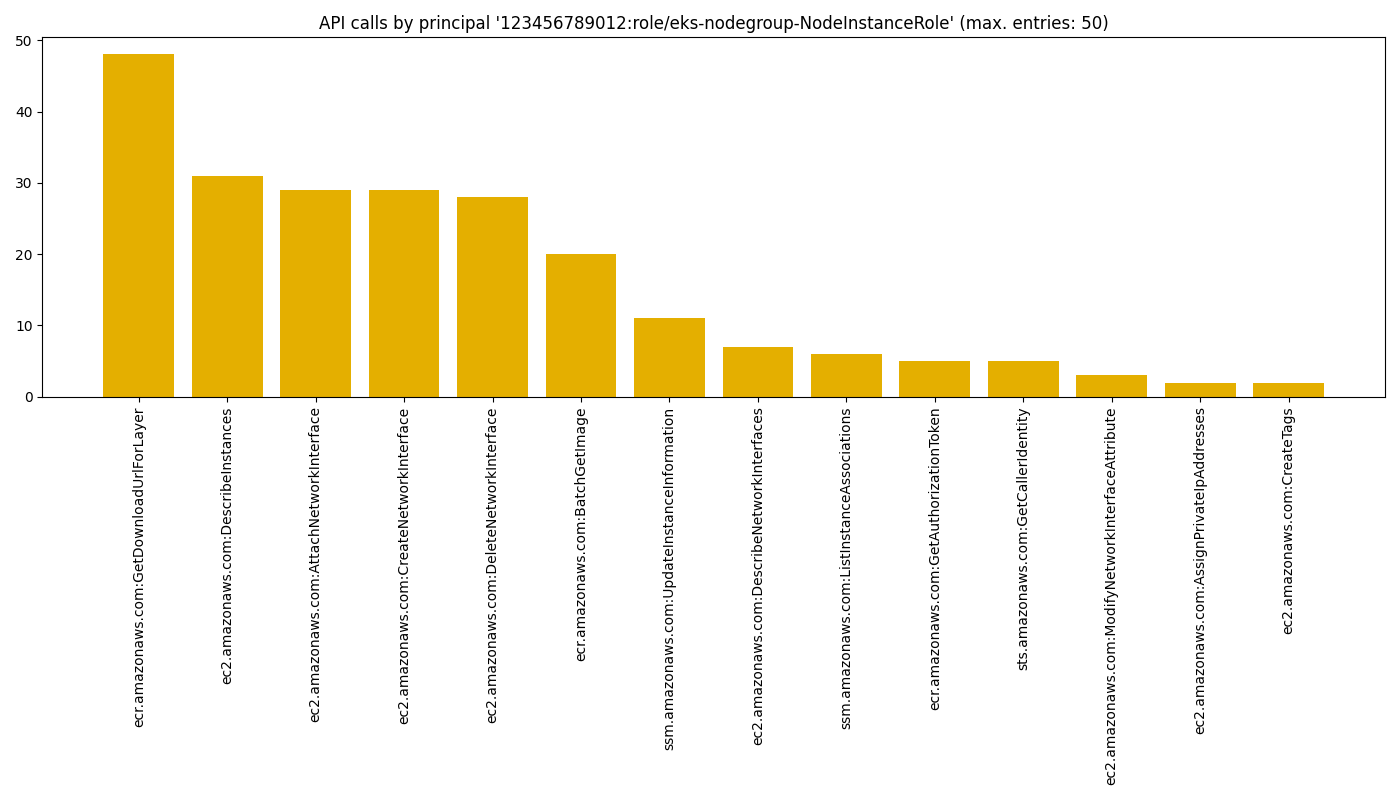 API calls by principal '123456789012:role/eks-nodegroup-NodeInstanceRole' (max. entries: 50)
50
40
30
20
10
0
ecr.amazonaws.com:GetDownloadUrlForLayer
ec2.amazonaws.com:DescribeInstances
ec2.amazonaws.com:AttachNetworkInterface
ec2.amazonaws.com:CreateNetworkInterface
ec2.amazonaws.com:DeleteNetworkInterface
ecr.amazonaws.com:BatchGetImage
ssm.amazonaws.com:UpdateInstanceInformation
ec2.amazonaws.com:DescribeNetworkInterfaces
ssm.amazonaws.com:ListInstanceAssociations
ecr.amazonaws.com:GetAuthorizationToken
sts.amazonaws.com:GetCallerIdentity
ec2.amazonaws.com:ModifyNetworkInterfaceAttribute
ec2.amazonaws.com:AssignPrivateIpAddresses
ec2.amazonaws.com:CreateTags